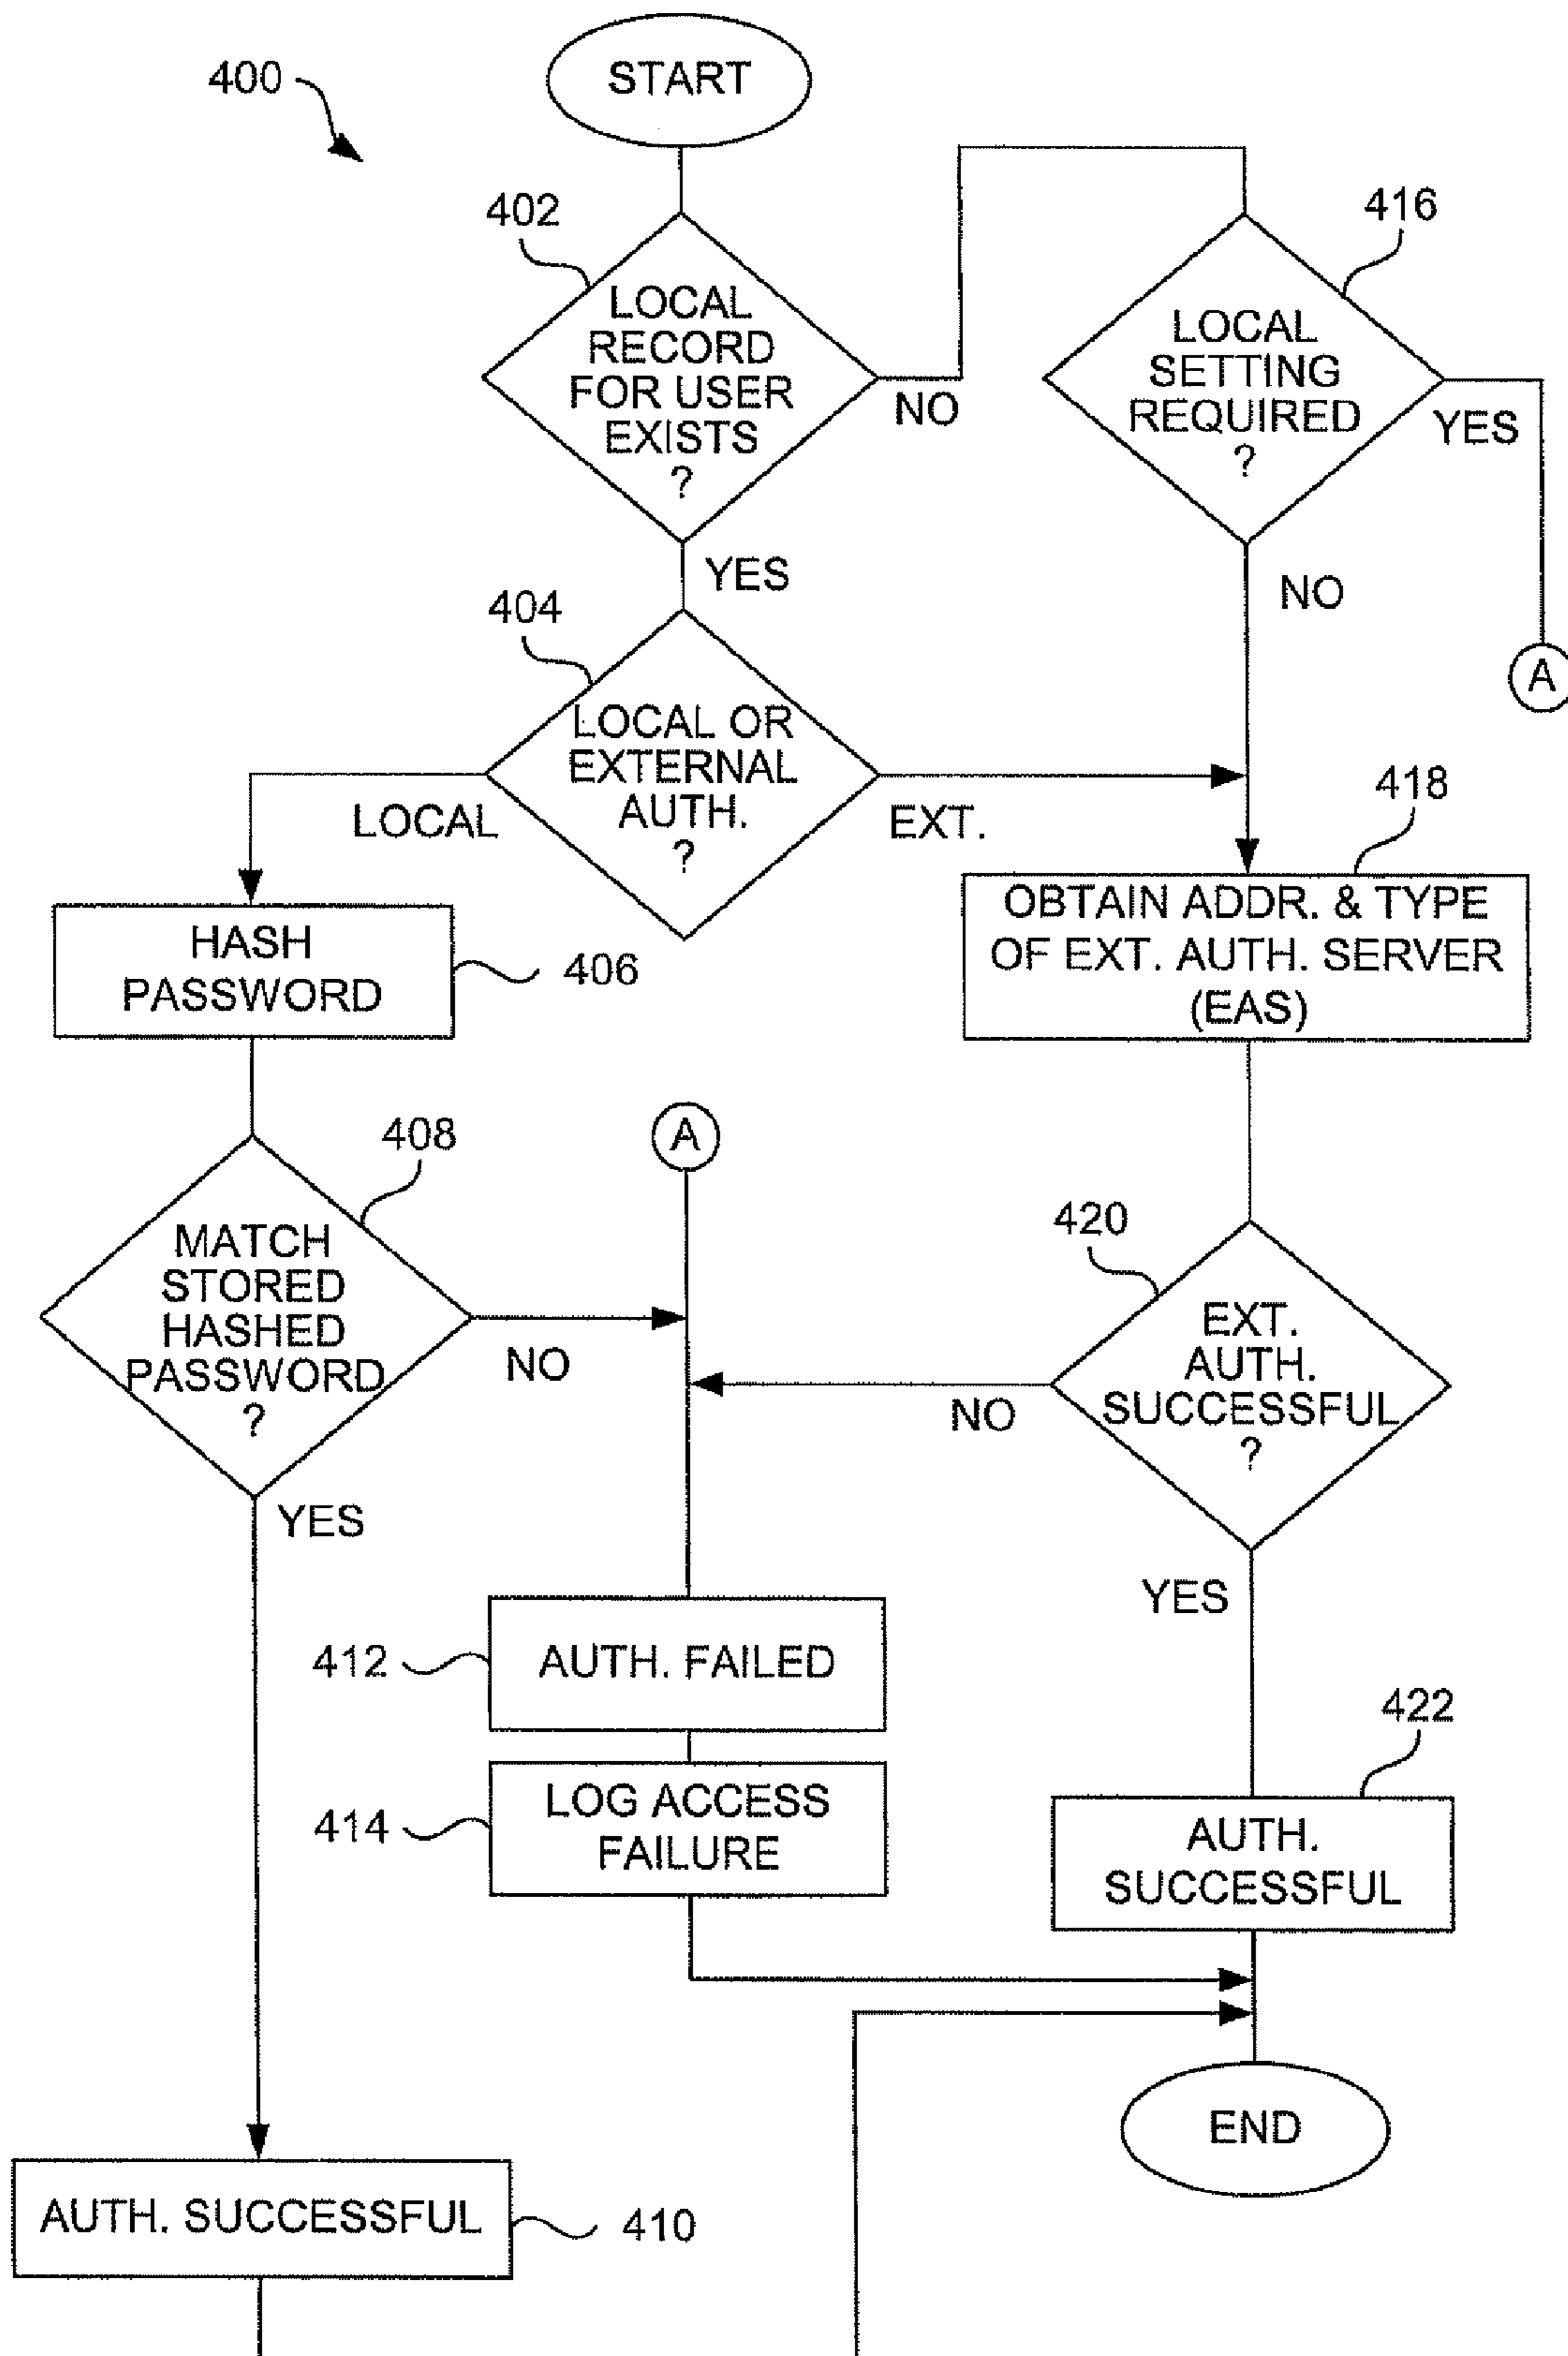 400
START
402
LOCAL
RECORD
FOR USER
EXISTS
?
NO
YES
416
LOCAL
SETTING
REQUIRED
?
YES
NO
A
404
LOCAL OR
EXTERNAL
AUTH.
?
LOCAL
EXT.
418
OBTAIN ADDR. & TYPE
OF EXT. AUTH. SERVER
(EAS)
HASH
PASSWORD
406
408
MATCH
STORED
HASHED
PASSWORD
?
NO
YES
A
420
EXT.
AUTH.
SUCCESSFUL
?
NO
YES
412
AUTH. FAILED
414
LOG ACCESS
FAILURE
422
AUTH.
SUCCESSFUL
END
AUTH. SUCCESSFUL
410